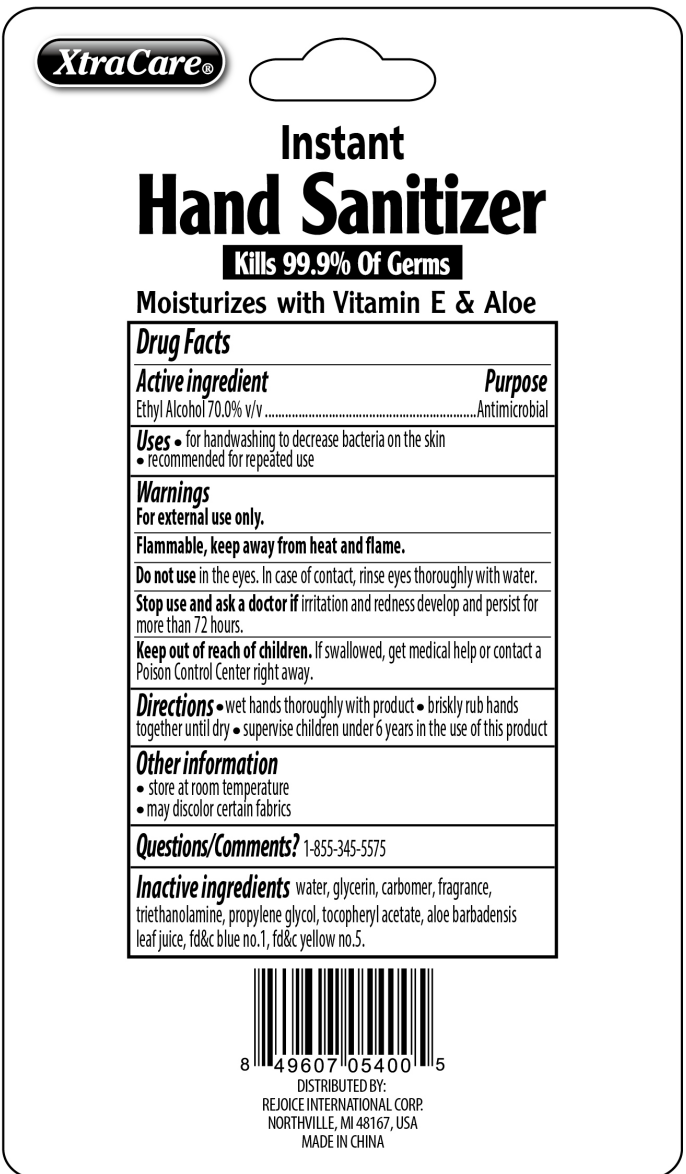 XtraCare®
Instant
Hand Sanitizer
Kills 99.9% Of Germs
Moisturizes with Vitamin E & Aloe
Drug Facts
Active ingredient Purpose
Ethyl Alcohol 70.0% v/v ............................................................... Antimicrobial
Uses • for handwashing to decrease bacteria on the skin
• recommended for repeated use
Warnings
For external use only.
Flammable, keep away from heat and flame.
Do not use in the eyes. In case of contact, rinse eyes thoroughly with water.
Stop use and ask a doctor if irritation and redness develop and persist for
more than 72 hours.
Keep out of reach of children. If swallowed, get medical help or contact a
Poison Control Center right away.
Directions • wet hands thoroughly with product • briskly rub hands
together until dry • supervise children under 6 years in the use of this product
Other information
• store at room temperature
• may discolor certain fabrics
Questions/Comments? 1-855-345-5575
Inactive ingredients water, glycerin, carbomer, fragrance,
triethanolamine, propylene glycol, tocopheryl acetate, aloe barbadensis
leaf juice, fd&c blue no.1, fd&c yellow no.5.
8 49607 05400 5
DISTRIBUTED BY:
REJOICE INTERNATIONAL CORP.
NORTHVILLE, MI 48167, USA
MADE IN CHINA